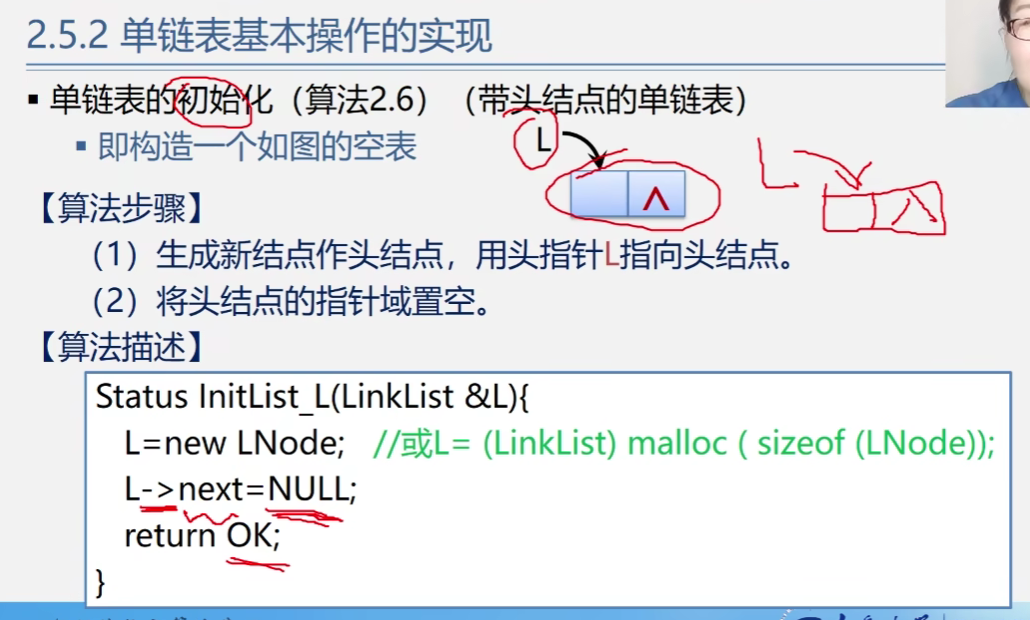 2.5.2 单链表基本操作的实现
▪ 单链表的初始化（算法2.6）（带头结点的单链表）
▪ 即构造一个如图的空表
L
∧
L
∧
【算法步骤】
（1）生成新结点作头结点，用头指针L指向头结点。
（2）将头结点的指针域置空。
【算法描述】
Status InitList_L(LinkList &L){
L=new LNode; //或L= (LinkList) malloc ( sizeof (LNode));
L->next=NULL;
return OK;
}